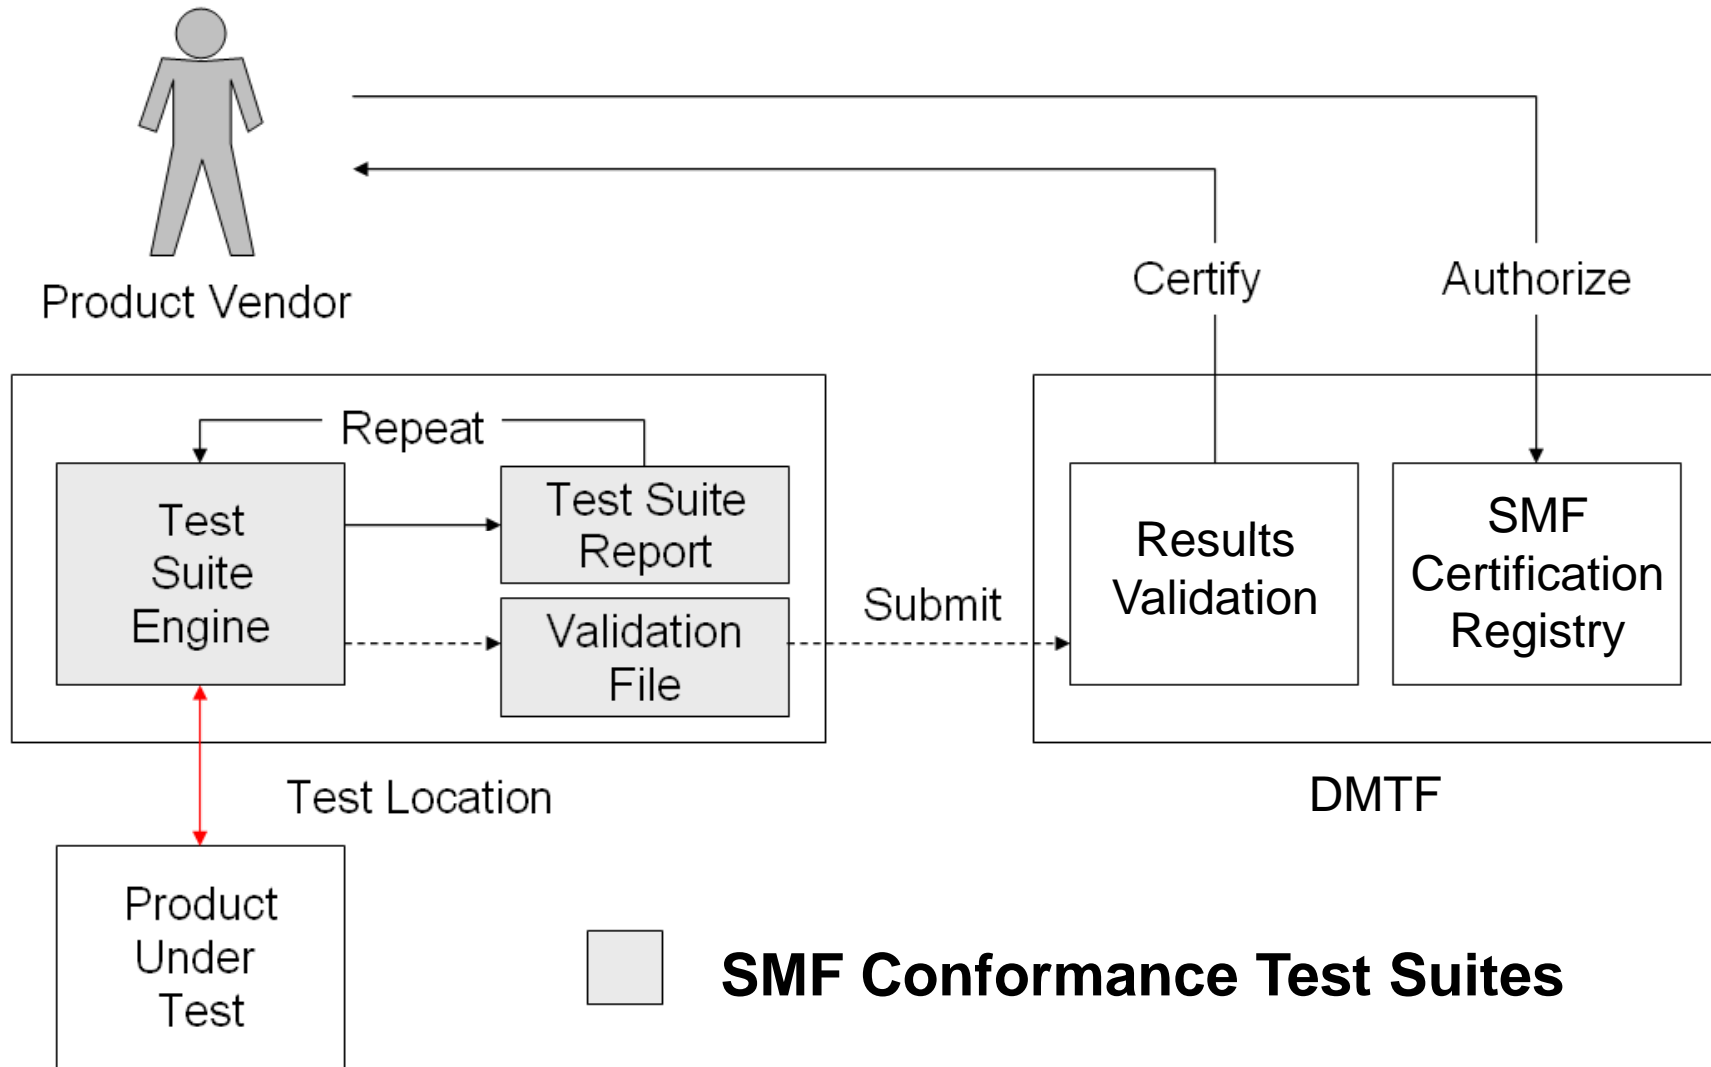 Product Vendor
Certify
Authorize
Repeat
Test
Suite
Engine
Test Suite
Report
Validation
File
Submit
Results
Validation
SMF
Certification
Registry
Test Location
DMTF
Product
Under
Test
SMF Conformance Test Suites